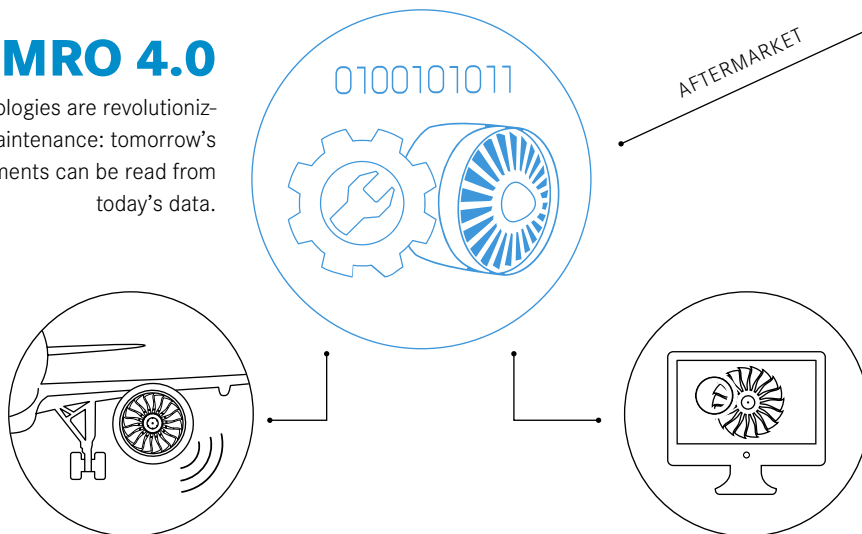 MRO 4.0
ologies are revolutioniz-
aintenance: tomorrow's
ments can be read from
today's data.
0100101011
AFTERMARKET